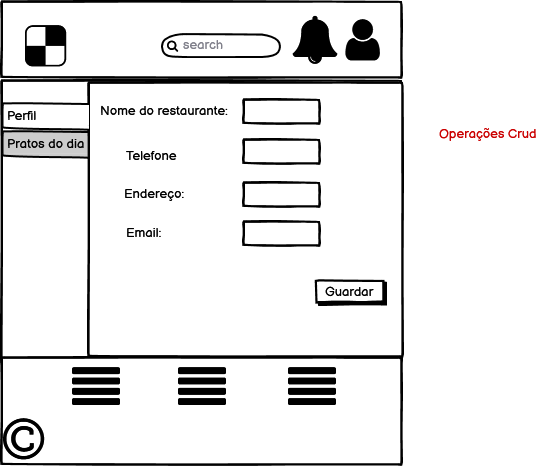 search
Perfil
Pratos do dia
Nome do restaurante:
Telefone
Endereço:
Email:
Guardar
Operações Crud
©